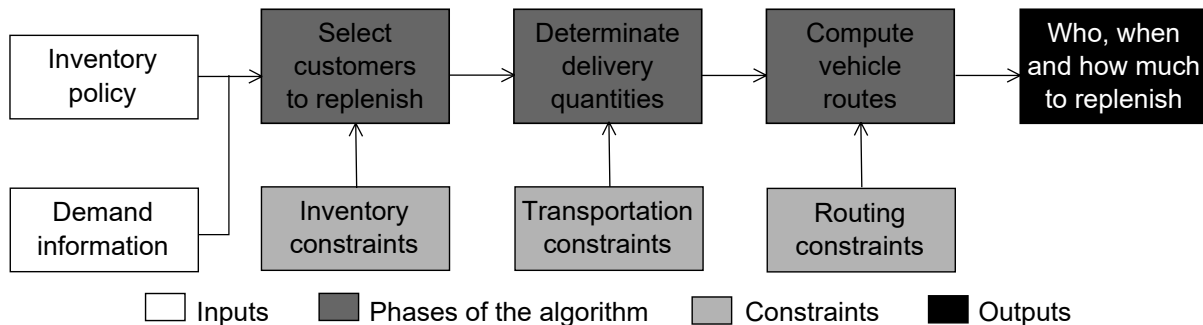 Inventory
policy
Select
customers
to replenish
Determinate
delivery
quantities
Compute
vehicle
routes
Who, when
and how much
to replenish
Demand
information
Inventory
constraints
Transportation
constraints
Routing
constraints
Inputs
Phases of the algorithm
Constraints
Outputs